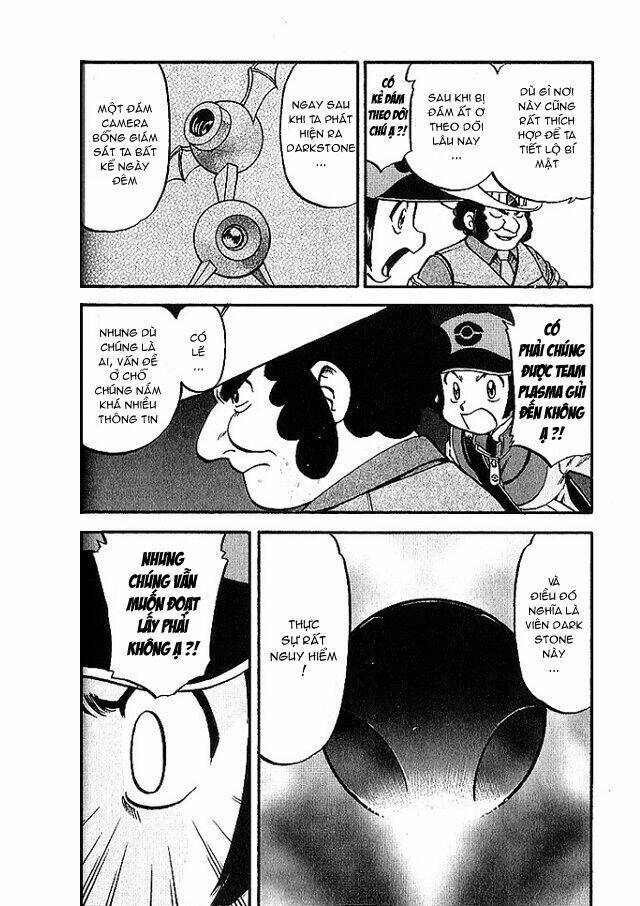 DÙ GÌ NƠI
NÀY CŨNG
RẤT THÍCH
HỢP ĐỂ TA
TIẾT LỘ BÍ
MẬT
SAU KHI BỊ
ĐÁM ẤT Ơ
THEO DÕI
LÂU NAY
...
CÓ
KẺ DÁM
THEO DÕI
CHÚ Ạ?!
NGAY SAU
KHI TA PHÁT
HIỆN RA
DARKSTONE
...
MỘT ĐÁM
CAMERA
BỖNG GIÁM
SÁT TA BẤT
KỂ NGÀY
ĐÊM
CÓ
PHẢI CHÚNG
ĐƯỢC TEAM
PLASMA GỬI
ĐẾN KHÔNG
Ạ?!
CÓ
LẼ
...
NHƯNG DÙ
CHÚNG LÀ
AI, VẤN ĐỀ
Ở CHỖ
CHÚNG NẮM
KHÁ NHIỀU
THÔNG TIN
VÀ
ĐIỀU ĐÓ
NGHĨA LÀ
VIÊN DARK
STONE
NÀY
...
THỰC
SỰ RẤT
NGUY HIỂM
!
NHƯNG
CHÚNG VẪN
MUỐN ĐOẠT
LẤY PHẢI
KHÔNG Ạ?!